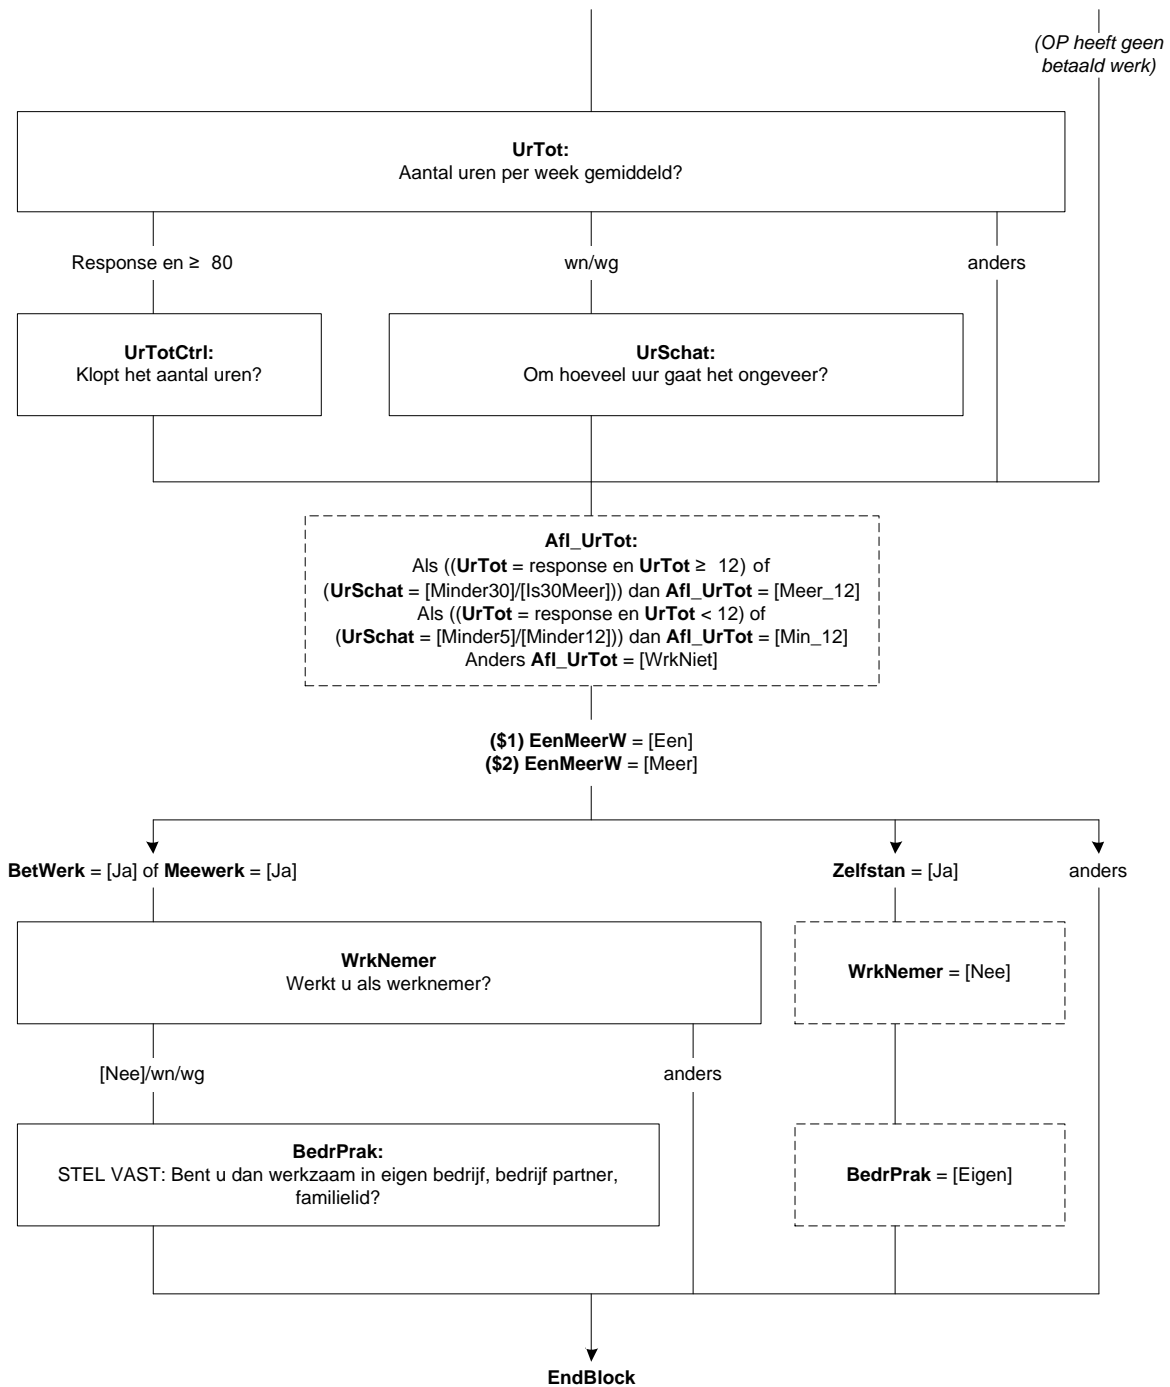 (OP heeft geen
betaald werk)
UrTot:
Aantal uren per week gemiddeld?
Response en ≥ 80
wn/wg
anders
UrTotCtrl:
Klopt het aantal uren?
UrSchat:
Om hoeveel uur gaat het ongeveer?
Afl_UrTot:
Als ((UrTot = response en UrTot ≥ 12) of
(UrSchat = [Minder30]/[Is30Meer])) dan Afl_UrTot = [Meer_12]
Als ((UrTot = response en UrTot < 12) of
(UrSchat = [Minder5]/[Minder12])) dan Afl_UrTot = [Min_12]
Anders Afl_UrTot = [WrkNiet]
($1) EenMeerW = [Een]
($2) EenMeerW = [Meer]
BetWerk = [Ja] of Meewerk = [Ja]
Zelfstan = [Ja]
anders
WrkNemer
Werkt u als werknemer?
WrkNemer = [Nee]
[Nee]/wn/wg
anders
BedrPrak:
STEL VAST: Bent u dan werkzaam in eigen bedrijf, bedrijf partner,
familielid?
BedrPrak = [Eigen]
EndBlock